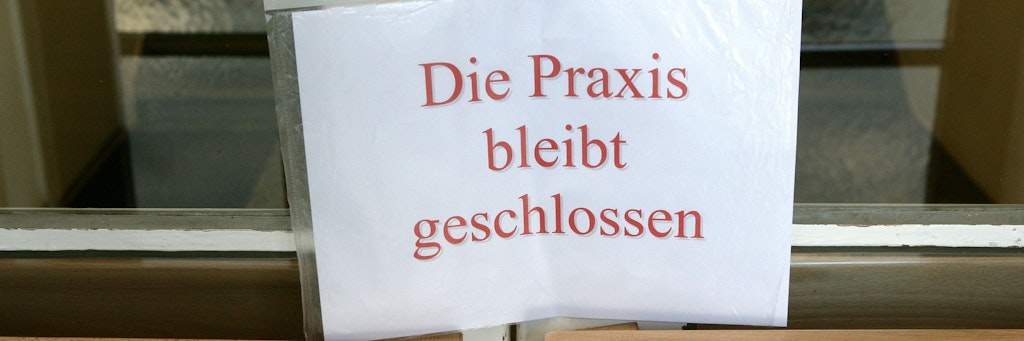 Die Praxis
bleibt
geschlossen